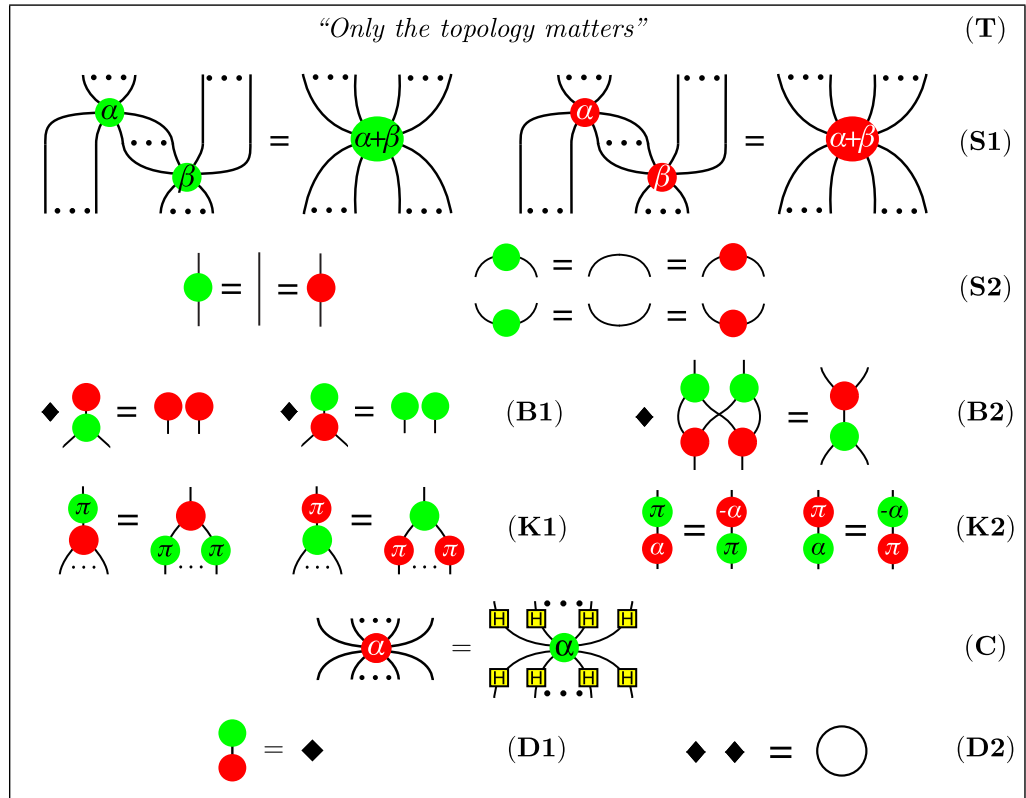 “Only the topology matters” (T)
α β = α+β α β = α+β (S1)
= = = = (S2)
= =
= = (B1) = (B2)
π = π π π = π π (K1) π α = -α π π α = -α π (K2)
α = H H H H α H H H H (C)
= (D1) = (D2)